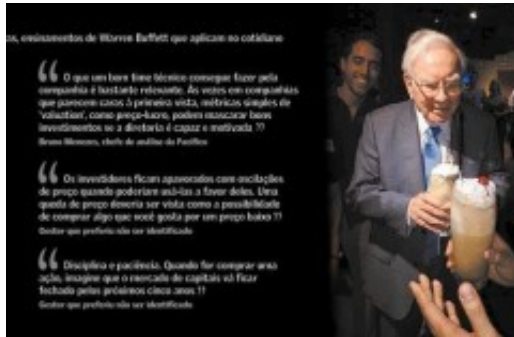 as, ensinamentos de Warren Buffett que aplicam no cotidiano
“ O que um bom time técnico consegue fazer pela
companhia é bastante relevante. Às vezes em companhias
que parecem caras à primeira vista, métricas simples de
'valuation', como preço-lucro, podem mascarar bons
investimentos se a diretoria é capaz e motivada ”
Bruno chefe de análise da Pacifico
“ Os investidores ficam apavorados com oscilações
de preço quando poderiam usá-las a favor deles. Uma
queda de preço deveria ser vista como a possibilidade
de comprar algo que você gosta por um preço baixo ”
Gestor que preferiu não ser identificado
“ Disciplina e paciência. Quando for comprar uma
ação, imagine que o mercado de capitais vá ficar
fechado pelos próximos cinco anos ”
Gestor que preferiu não ser identificado